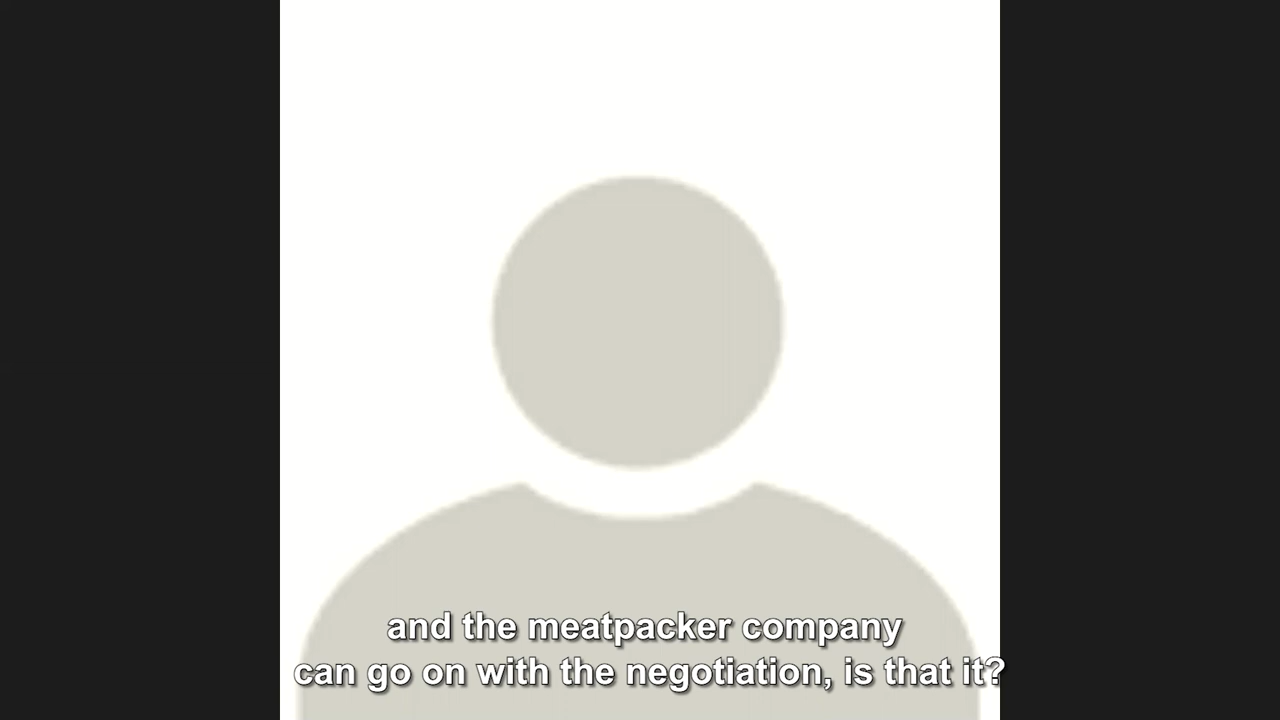 and the meatpacker company
can go on with the negotiation, is that it?